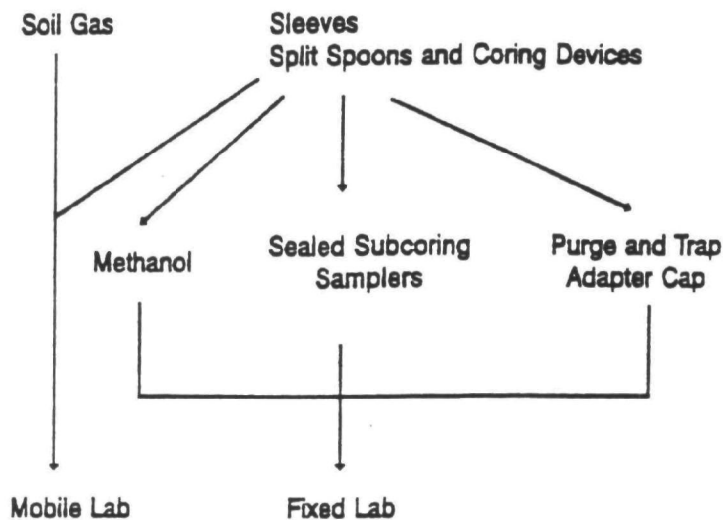 Soil Gas
Sleeves
Split Spoons and Coring Devices
Methanol
Sealed Subcoring
Samplers
Purge and Trap
Adapter Cap
Mobile Lab
Fixed Lab